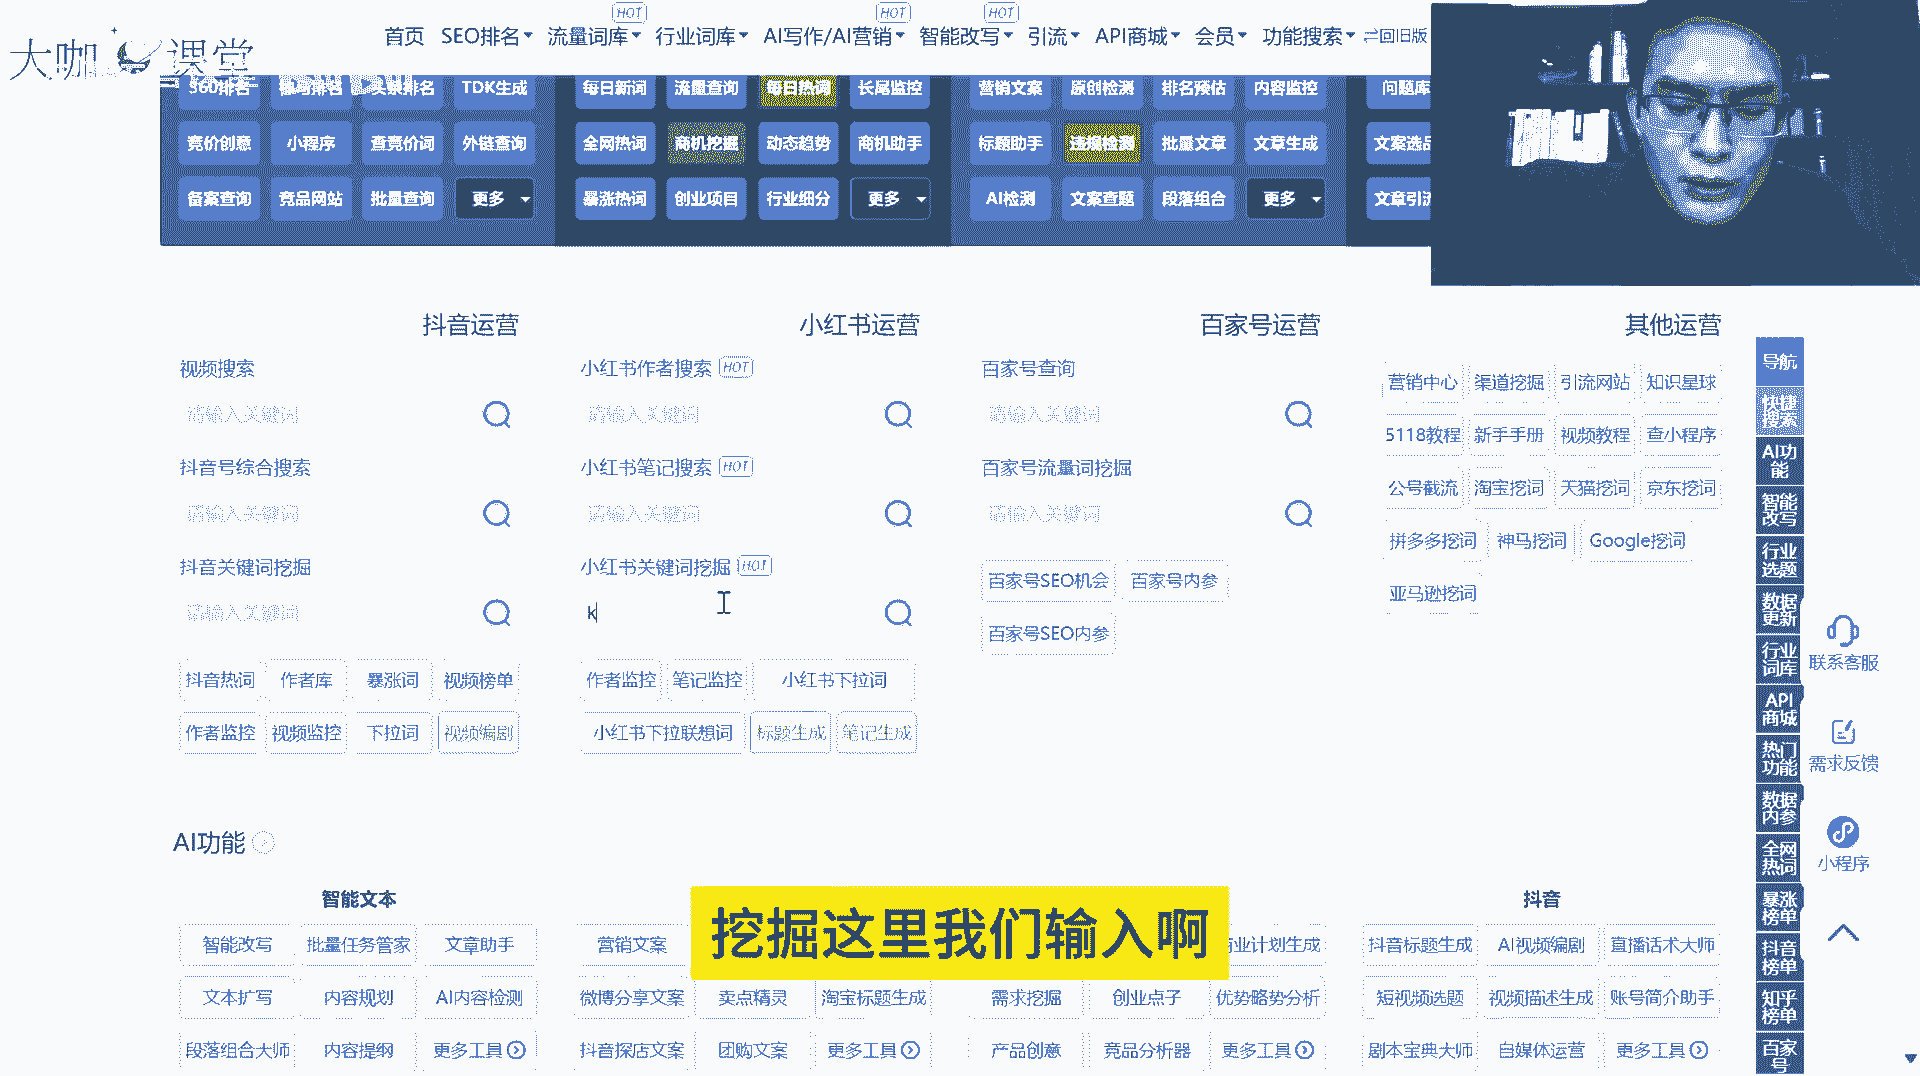 大咖课堂
首页 SEO排名 流量词库 HOT 行业词库 AI写作/AI营销 HOT 智能改写 HOT 引流 API商城 会员 功能搜索 回旧版
360排名 头条排名 TDK生成 每日新词 流量查询 每日热词 长尾监控 营销文案 原创检测 排名预估 内容监控 问题库
竞价创意 小程序 查竞价词 外链查询 全网热词 商机挖掘 动态趋势 商机助手 标题助手 违规检测 批量文章 文章生成 文案选品
备案查询 竞品网站 批量查询 更多 暴涨热词 创业项目 行业细分 更多 AI检测 文案查题 段落组合 更多 文章引流
抖音运营 小红书运营 百家号运营 其他运营
视频搜索 小红书作者搜索 HOT 百家号查询
请输入关键词 请输入关键词 请输入关键词
抖音号综合搜索 小红书笔记搜索 HOT 百家号流量词挖掘
请输入关键词 请输入关键词 请输入关键词
抖音关键词挖掘 小红书关键词挖掘 HOT
请输入关键词 k
百家号SEO机会 百家号内参
百家号SEO内参
营销中心 渠道挖掘 引流网站 知识星球
5118教程 新手手册 视频教程 查小程序
公号截流 淘宝挖词 天猫挖词 京东挖词
拼多多挖词 神马挖词 Google挖词
亚马逊挖词
抖音热词 作者库 暴涨词 视频榜单 作者监控 笔记监控 小红书下拉词
作者监控 视频监控 下拉词 视频编剧 小红书下拉联想词 标题生成 笔记生成
AI功能
智能文本 抖音
智能改写 批量任务管家 文章助手 营销文案 业计划生成 抖音标题生成 AI视频编剧 直播话术大师
挖掘这里我们输入啊
文本扩写 内容规划 AI内容检测 微博分享文案 卖点精灵 淘宝标题生成 需求挖掘 创业点子 优势略势分析 短视频选题 视频描述生成 账号简介助手
段落组合大师 内容提纲 更多工具 抖音探店文案 团购文案 更多工具 产品创意 竞品分析器 更多工具 剧本宝典大师 自媒体运营 更多工具
导航
快捷
搜索
AI功
能
智能
改写
行业
选题
数据
更新
行业
词库
API
商城
热门
功能
数据
内参
全网
热词
暴涨
榜单
抖音
榜单
知乎
榜单
百家
号
联系客服
需求反馈
小程序